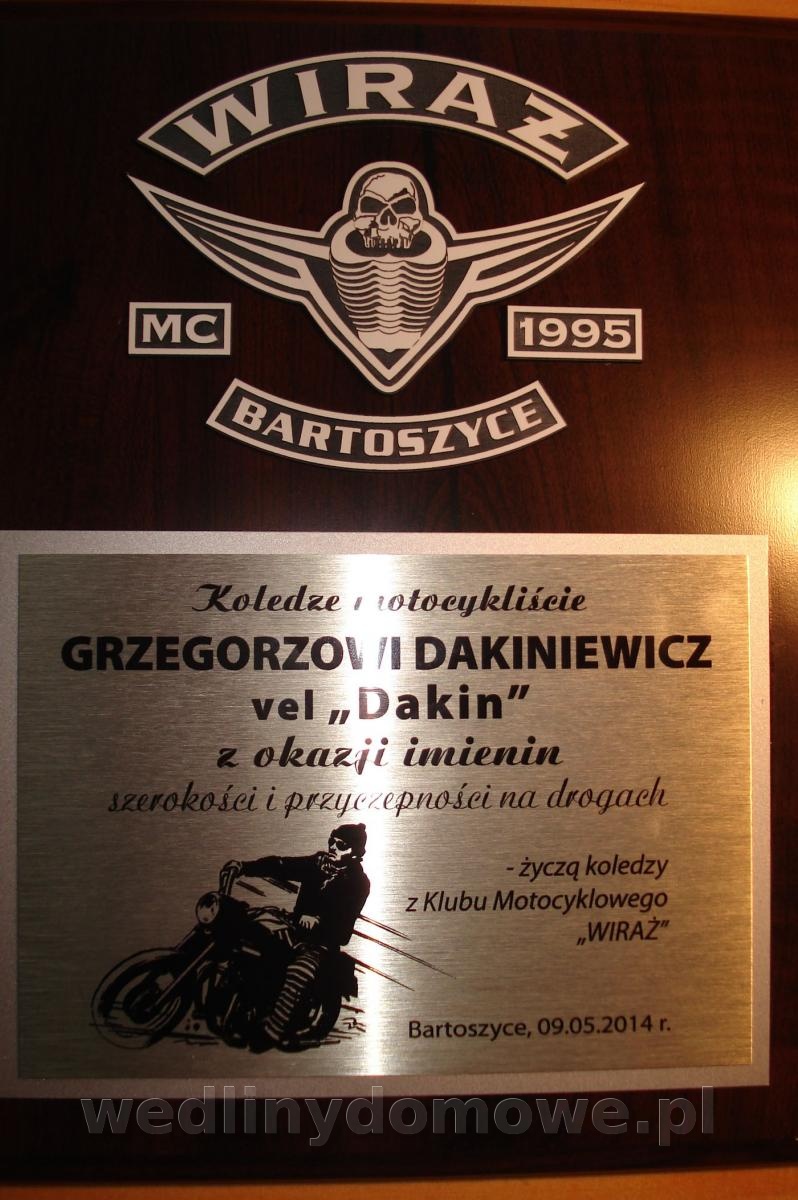 WIRAŻ
MC
1995
BARTOSZYCE
Koledze motocykliście
GRZEGORZOWI DAKINIEWICZ
vel „Dakin”
z okazji imienin
szerokości i przyczepności na drogach
- życzą koledzy
z Klubu Motocyklowego
„WIRAŻ”
Bartoszyce, 09.05.2014 r.
wedlinydomowe.pl